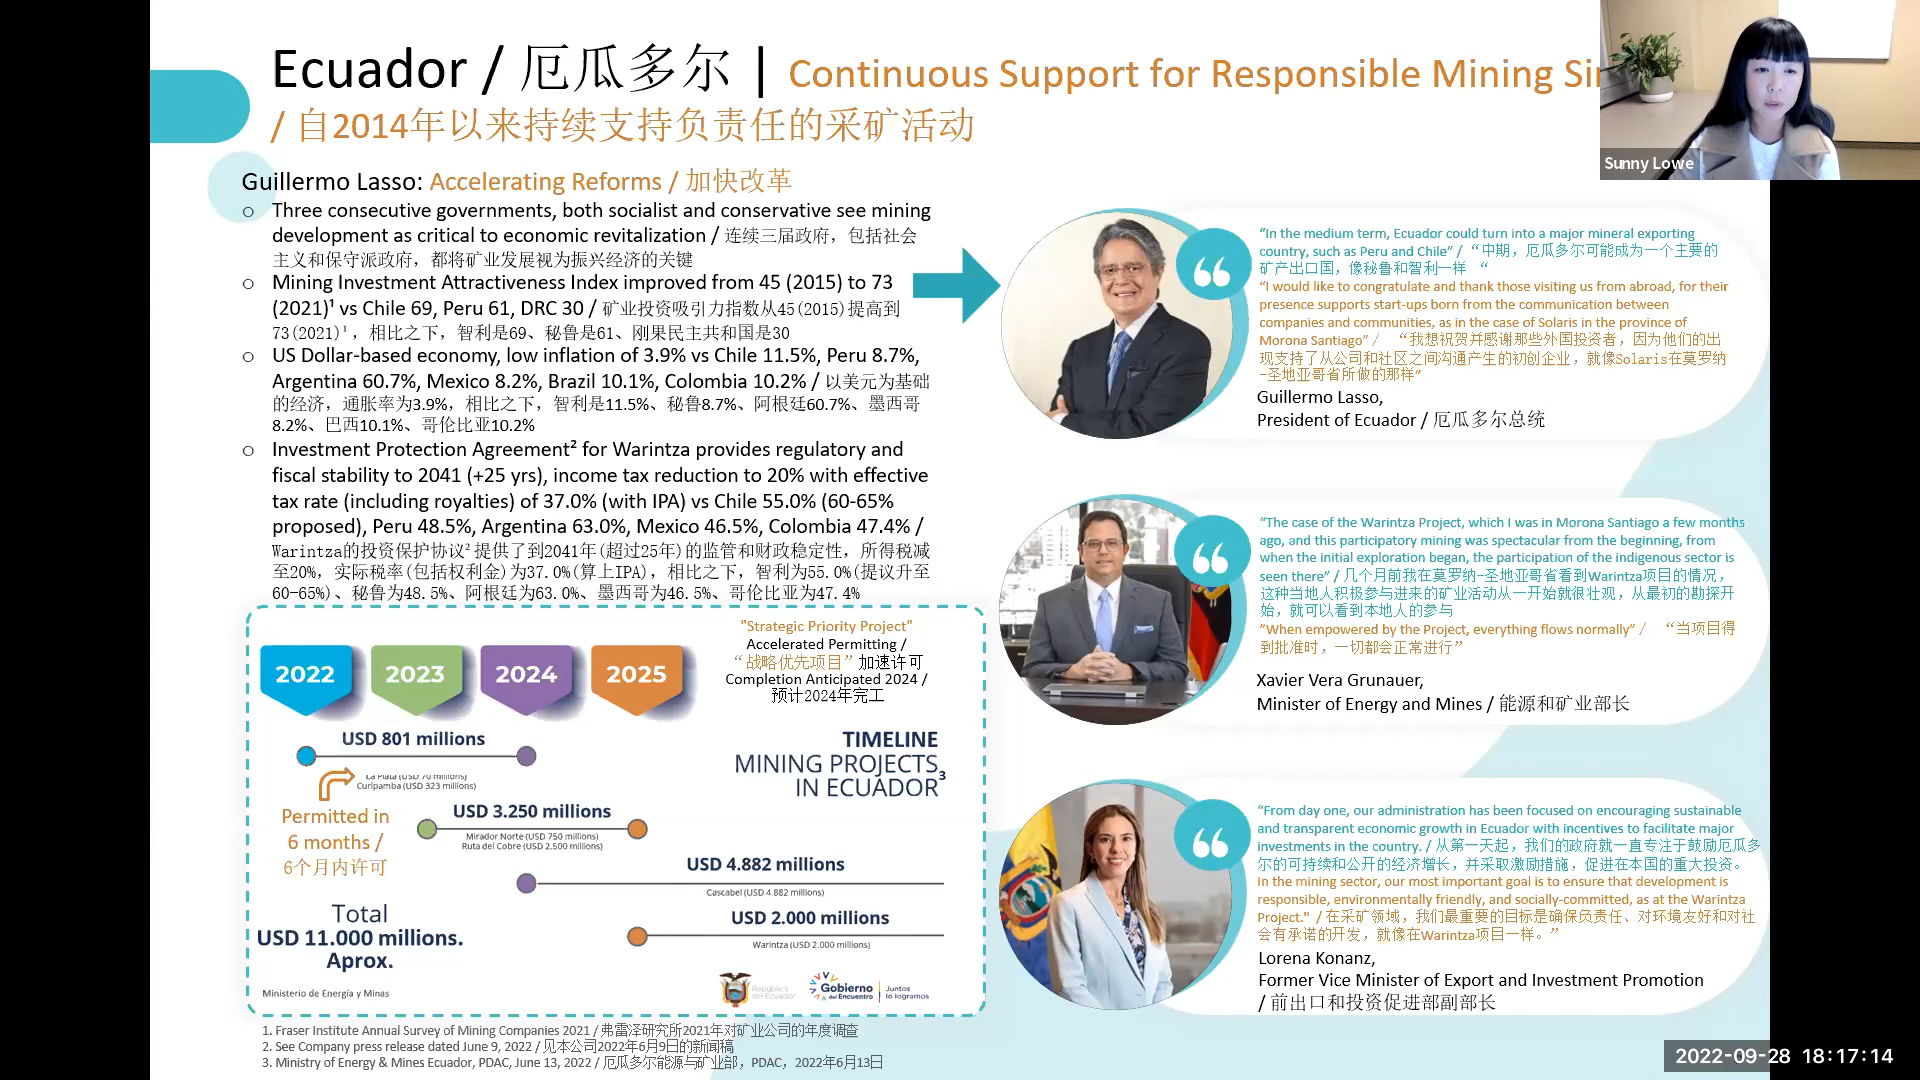 Ecuador / 厄瓜多尔 | Continuous Support for Responsible Mining
/ 自2014年以来持续支持负责任的采矿活动
Sunny Lowe
Guillermo Lasso: Accelerating Reforms / 加快改革
Three consecutive governments, both socialist and conservative see mining
development as critical to economic revitalization / 连续三届政府，包括社会
主义和保守派政府，都将矿业发展视为振兴经济的关键
Mining Investment Attractiveness Index improved from 45 (2015) to 73
(2021)¹ vs Chile 69, Peru 61, DRC 30 / 矿业投资吸引力指数从45(2015)提高到
73(2021)¹，相比之下，智利是69、秘鲁是61、刚果民主共和国是30
US Dollar-based economy, low inflation of 3.9% vs Chile 11.5%, Peru 8.7%,
Argentina 60.7%, Mexico 8.2%, Brazil 10.1%, Colombia 10.2% / 以美元为基础
的经济，通胀率为3.9%，相比之下，智利是11.5%、秘鲁8.7%、阿根廷60.7%、墨西哥
8.2%、巴西10.1%、哥伦比亚10.2%
Investment Protection Agreement² for Warintza provides regulatory and
fiscal stability to 2041 (+25 yrs), income tax reduction to 20% with effective
tax rate (including royalties) of 37.0% (with IPA) vs Chile 55.0% (60-65%
proposed), Peru 48.5%, Argentina 63.0%, Mexico 46.5%, Colombia 47.4% /
Warintza的投资保护协议²提供了到2041年(超过25年)的监管和财政稳定性，所得税减
至20%，实际税率(包括权利金)为37.0%(算上IPA)，相比之下，智利为55.0%(提议升至
60-65%)、秘鲁为48.5%、阿根廷为63.0%、墨西哥为46.5%、哥伦比亚为47.4%
2022
2023
2024
2025
"Strategic Priority Project"
Accelerated Permitting /
“战略优先项目”加速许可
Completion Anticipated 2024 /
预计2024年完工
USD 801 millions
La Plata (USD 70 millions)
Curipamba (USD 323 millions)
TIMELINE
MINING PROJECTS
IN ECUADOR³
Permitted in
6 months /
6个月内许可
USD 3.250 millions
Mirador Norte (USD 750 millions)
Ruta del Cobre (USD 2.500 millions)
USD 4.882 millions
Cascabel (USD 4.882 millions)
USD 2.000 millions
Warintza (USD 2.000 millions)
Total
USD 11.000 millions.
Aprox.
Ministerio de Energía y Minas
República
del Ecuador
Gobierno
del Encuentro
Juntos
lo logramos
1. Fraser Institute Annual Survey of Mining Companies 2021 / 弗雷泽研究所2021年对矿业公司的年度调查
2. See Company press release dated June 9, 2022 / 见本公司2022年6月9日的新闻稿
3. Ministry of Energy & Mines Ecuador, PDAC, June 13, 2022 / 厄瓜多尔能源与矿业部，PDAC，2022年6月13日
“In the medium term, Ecuador could turn into a major mineral exporting
country, such as Peru and Chile” / “中期，厄瓜多尔可能成为一个主要的
矿产出口国，像秘鲁和智利一样 “
“I would like to congratulate and thank those visiting us from abroad, for their
presence supports start-ups born from the communication between
companies and communities, as in the case of Solaris in the province of
Morona Santiago” / “我想祝贺并感谢那些外国投资者，因为他们的出
现支持了从公司和社区之间沟通产生的初创企业，就像Solaris在莫罗纳
-圣地亚哥省所做的那样”
Guillermo Lasso,
President of Ecuador / 厄瓜多尔总统
“The case of the Warintza Project, which I was in Morona Santiago a few months
ago, and this participatory mining was spectacular from the beginning, from
when the initial exploration began, the participation of the indigenous sector is
seen there” / 几个月前我在莫罗纳-圣地亚哥省看到Warintza项目的情况，
这种当地人积极参与进来的矿业活动从一开始就很壮观，从最初的勘探开
始，就可以看到本地人的参与
”When empowered by the Project, everything flows normally” / “当项目得
到批准时，一切都会正常进行”
Xavier Vera Grunauer,
Minister of Energy and Mines / 能源和矿业部长
“From day one, our administration has been focused on encouraging sustainable
and transparent economic growth in Ecuador with incentives to facilitate major
investments in the country. / 从第一天起，我们的政府就一直专注于鼓励厄瓜多
尔的可持续和公开的经济增长，并采取激励措施，促进在本国的重大投资。
In the mining sector, our most important goal is to ensure that development is
responsible, environmentally friendly, and socially-committed, as at the Warintza
Project." / 在采矿领域，我们最重要的目标是确保负责任、对环境友好和对社
会有承诺的开发，就像在Warintza项目一样。”
Lorena Konanz,
Former Vice Minister of Export and Investment Promotion
/ 前出口和投资促进部副部长
2022-09-28 18:17:14